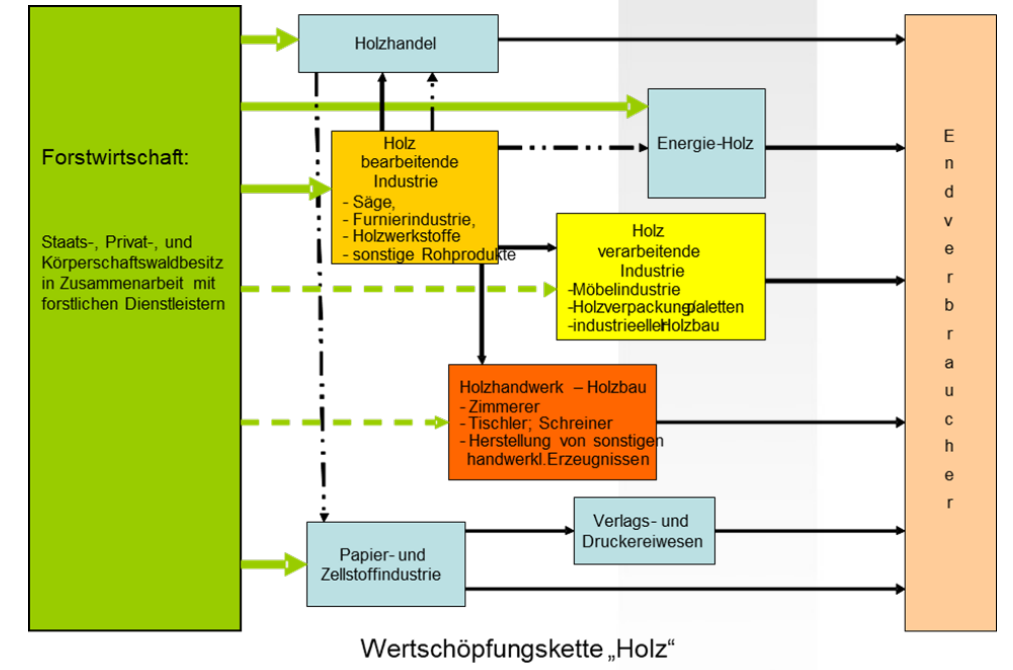 Forstwirtschaft:
Staats-, Privat-, und
Körperschaftswaldbesitz
in Zusammenarbeit mit
forstlichen Dienstleistern
Holzhandel
Holz
bearbeitende
Industrie
- Säge,
- Furnierindustrie,
- Holzwerkstoffe
- sonstige Rohprodukte
Energie-Holz
Holz
verarbeitende
Industrie
-Möbelindustrie
-Holzverpackung/paletten
-industrieellerHolzbau
Holzhandwerk – Holzbau
- Zimmerer
- Tischler; Schreiner
- Herstellung von sonstigen
handwerkl.Erzeugnissen
Papier- und
Zellstoffindustrie
Verlags- und
Druckereiwesen
Endverbraucher
Wertschöpfungskette „Holz“